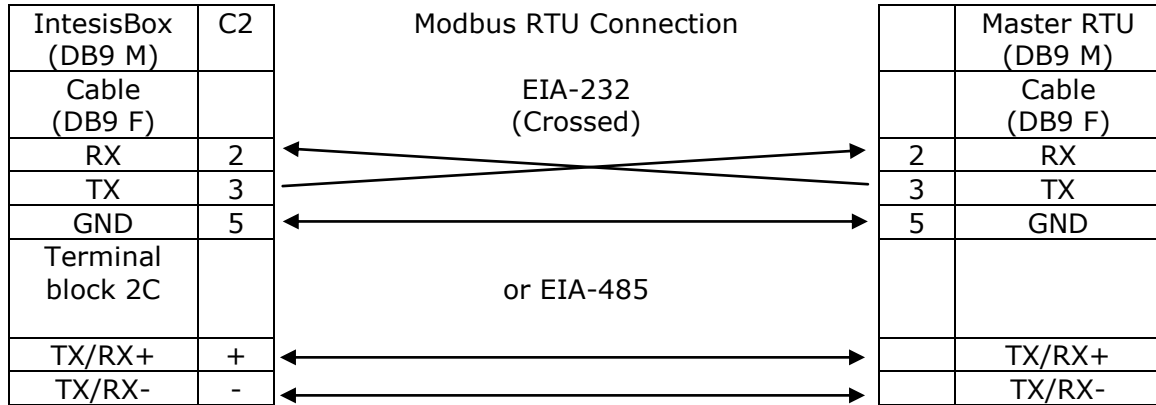 IntesisBox C2 Modbus RTU Connection Master RTU
(DB9 M) (DB9 M)
Cable EIA-232 Cable
(DB9 F) (Crossed) (DB9 F)
RX 2 2 RX
TX 3 3 TX
GND 5 5 GND
Terminal
block 2C or EIA-485
TX/RX+ + TX/RX+
TX/RX- - TX/RX-